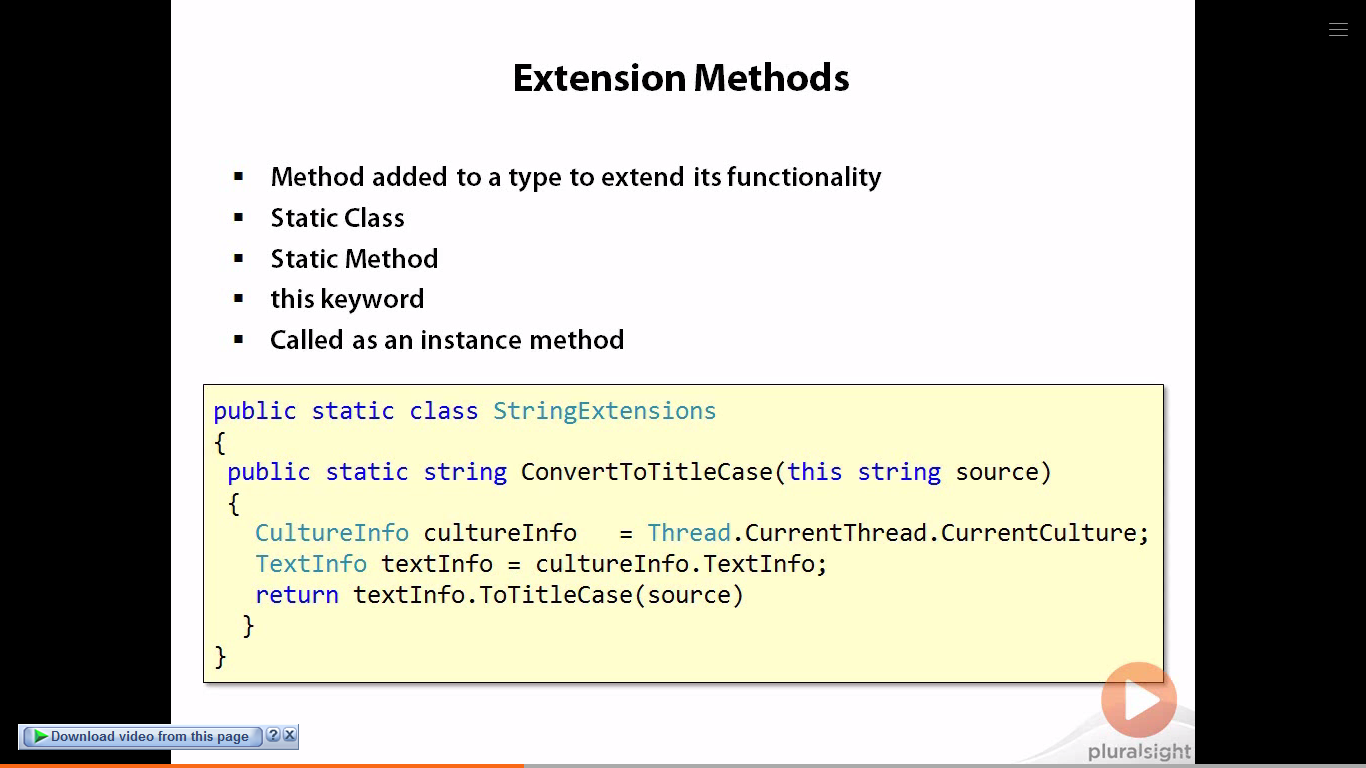 Extension Methods
Method added to a type to extend its functionality
Static Class
Static Method
this keyword
Called as an instance method
public static class StringExtensions
{
public static string ConvertToTitleCase(this string source)
{
CultureInfo cultureInfo   = Thread.CurrentThread.CurrentCulture;
TextInfo textInfo = cultureInfo.TextInfo;
return textInfo.ToTitleCase(source)
}
}
Download video from this page ? X
pluralsight